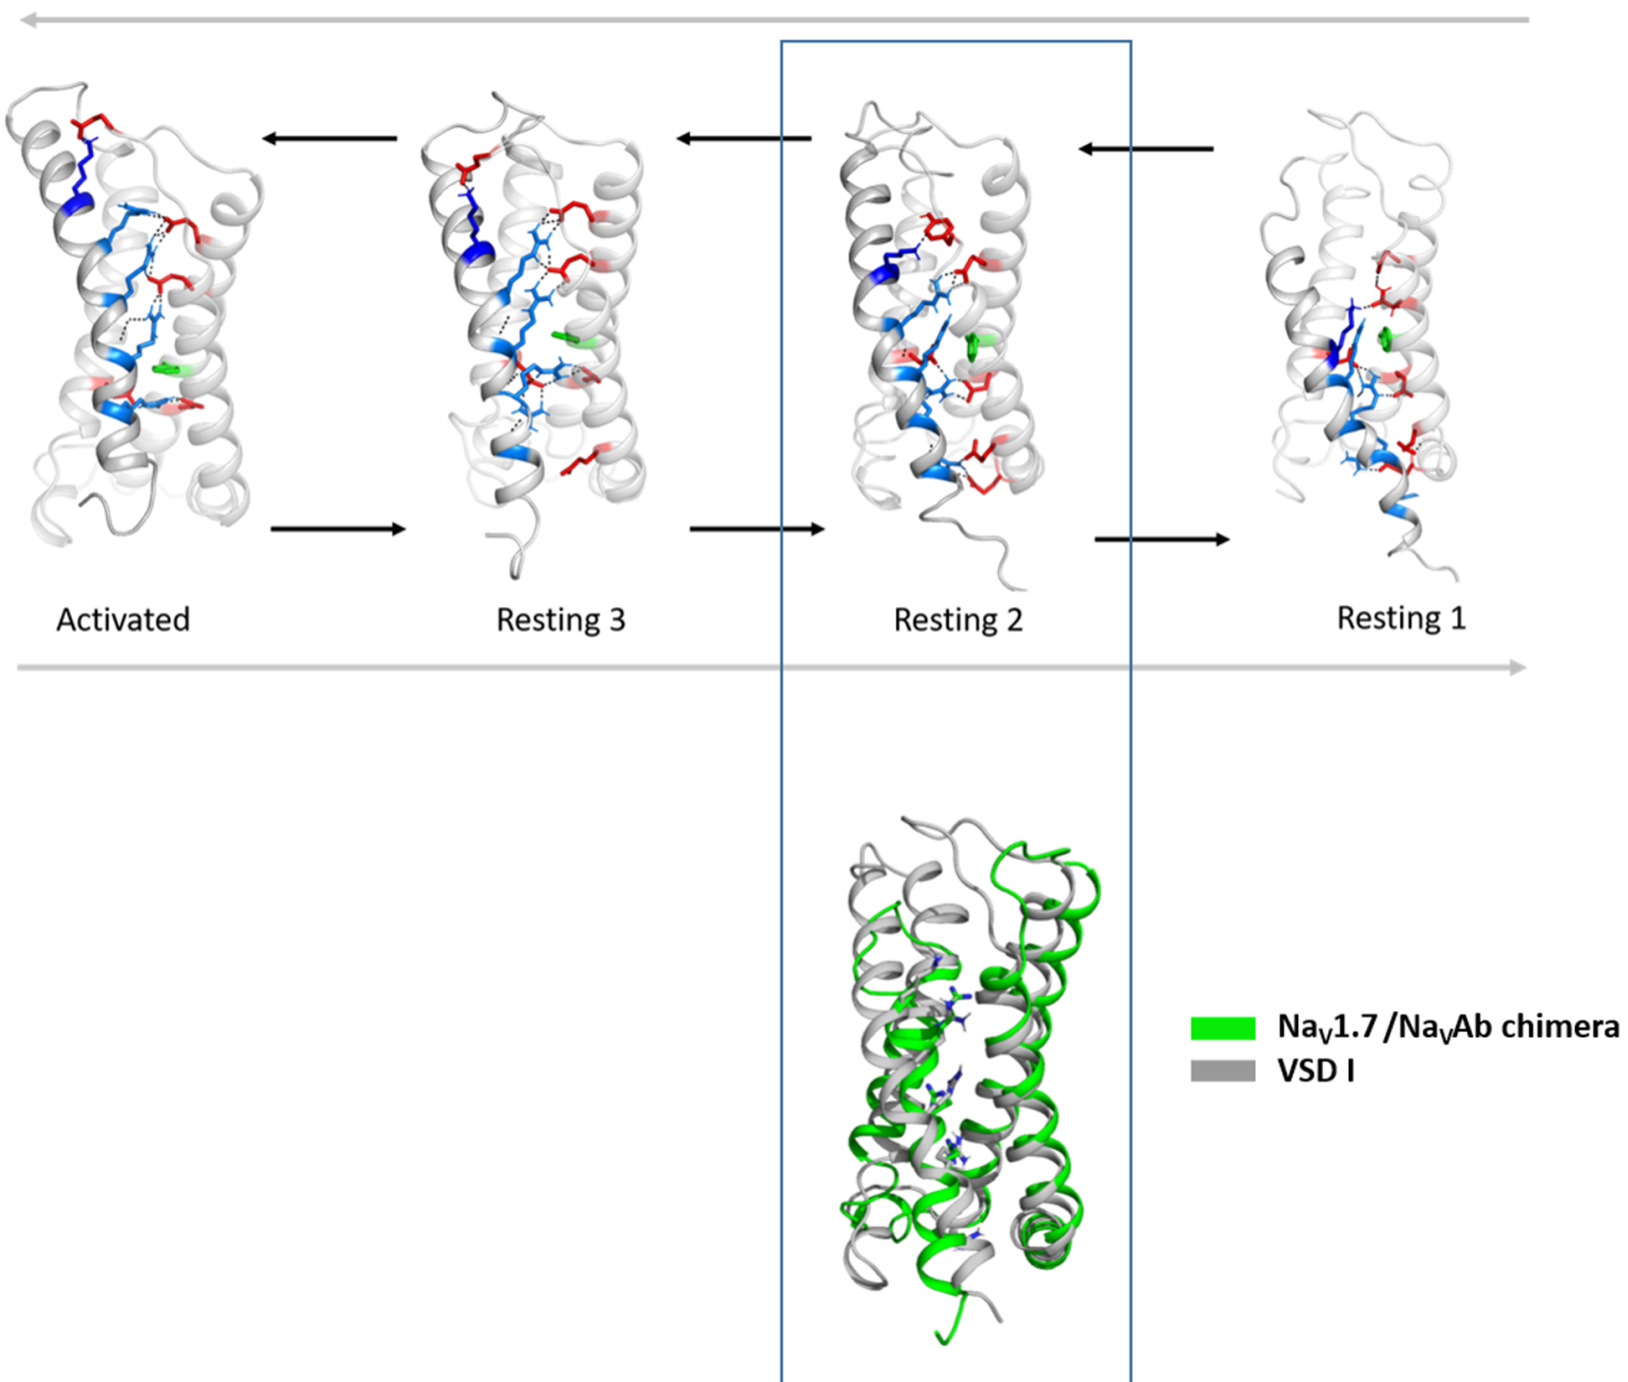 Activated
Resting 3
Resting 2
Resting 1
NaV1.7/NaVAb chimera
VSD I